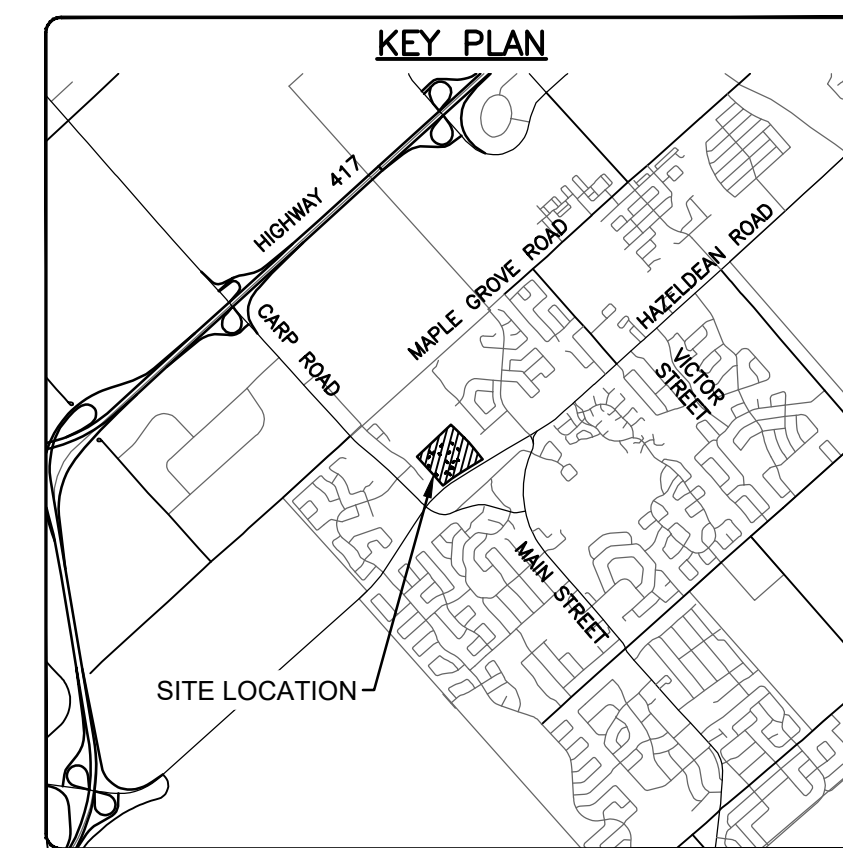 KEY PLAN
HIGHWAY 417
MAPLE GROVE ROAD
HAZELDEAN ROAD
CARP ROAD
VICTOR
STREET
MAIN STREET
SITE LOCATION